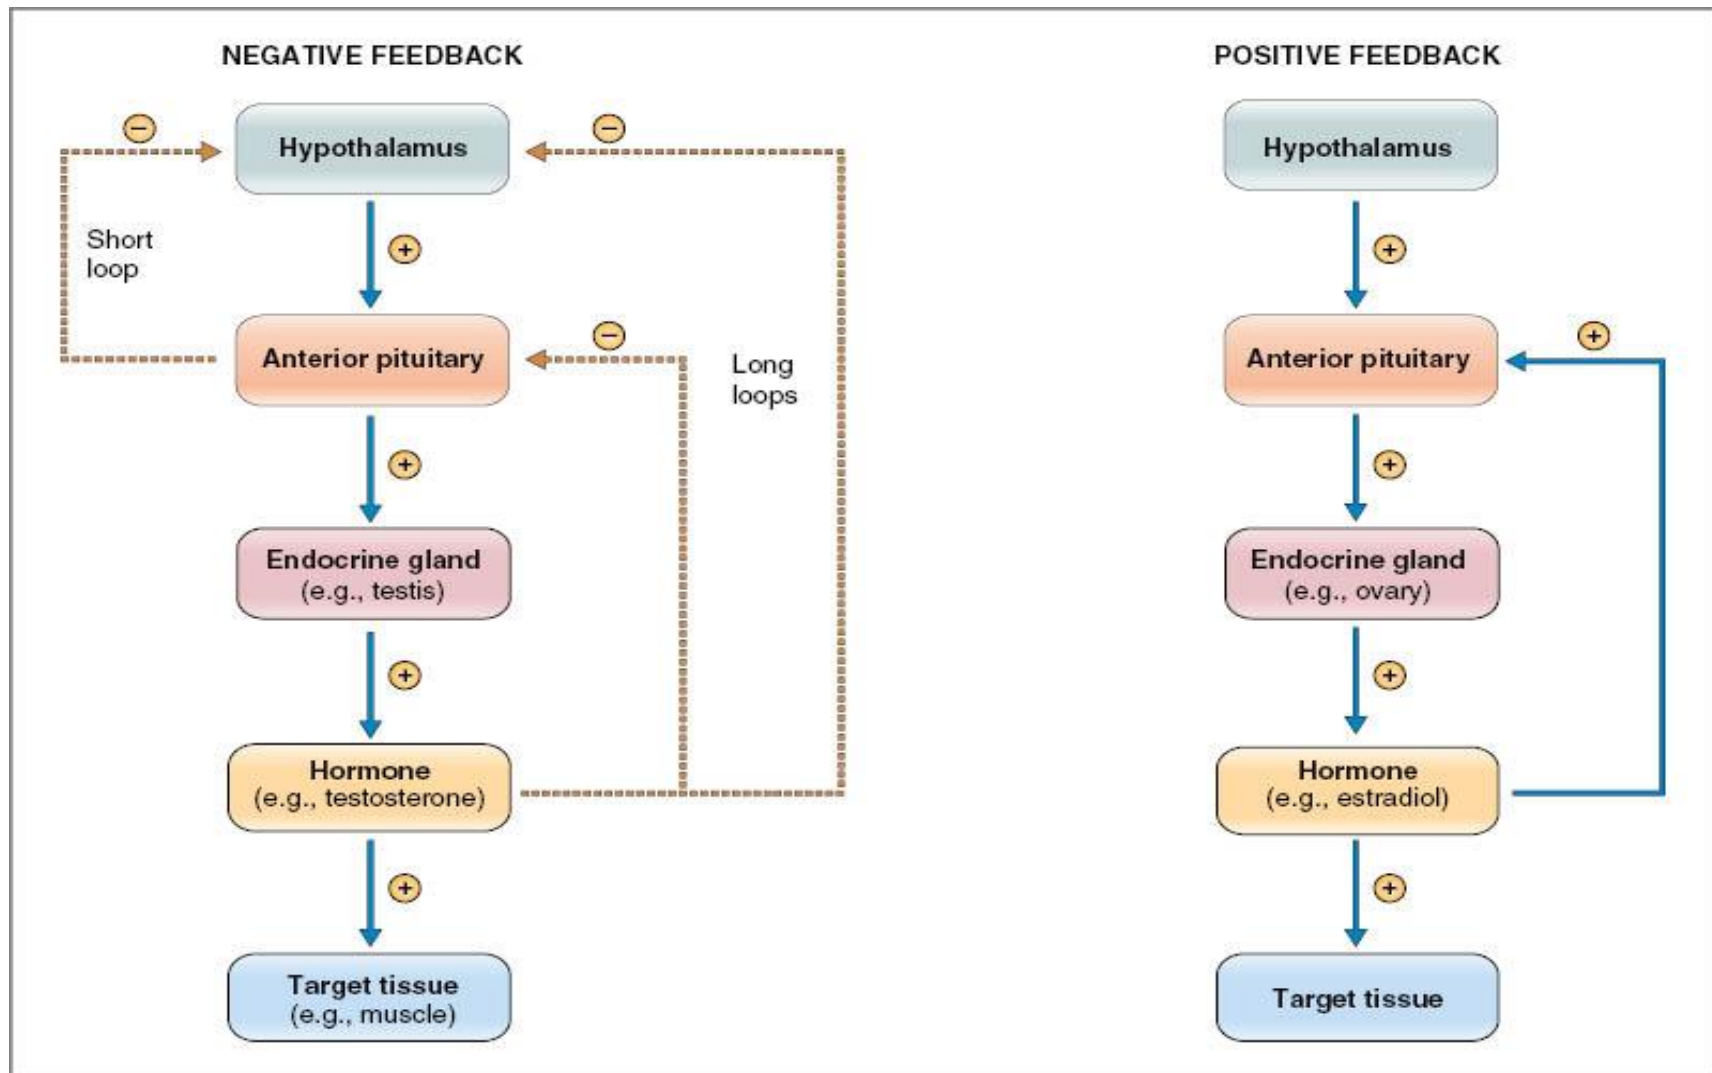 NEGATIVE FEEDBACK
−
−
Hypothalamus
Short
loop
+
−
Anterior pituitary
Long
loops
+
Endocrine gland
(e.g., testis)
+
Hormone
(e.g., testosterone)
+
Target tissue
(e.g., muscle)
POSITIVE FEEDBACK
Hypothalamus
+
+
Anterior pituitary
+
Endocrine gland
(e.g., ovary)
+
Hormone
(e.g., estradiol)
+
Target tissue